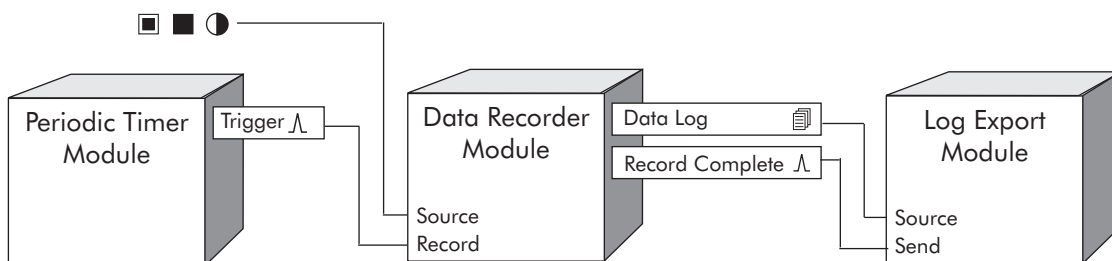 Periodic Timer
Module
Trigger
Data Recorder
Module
Source
Record
Data Log
Record Complete
Log Export
Module
Source
Send